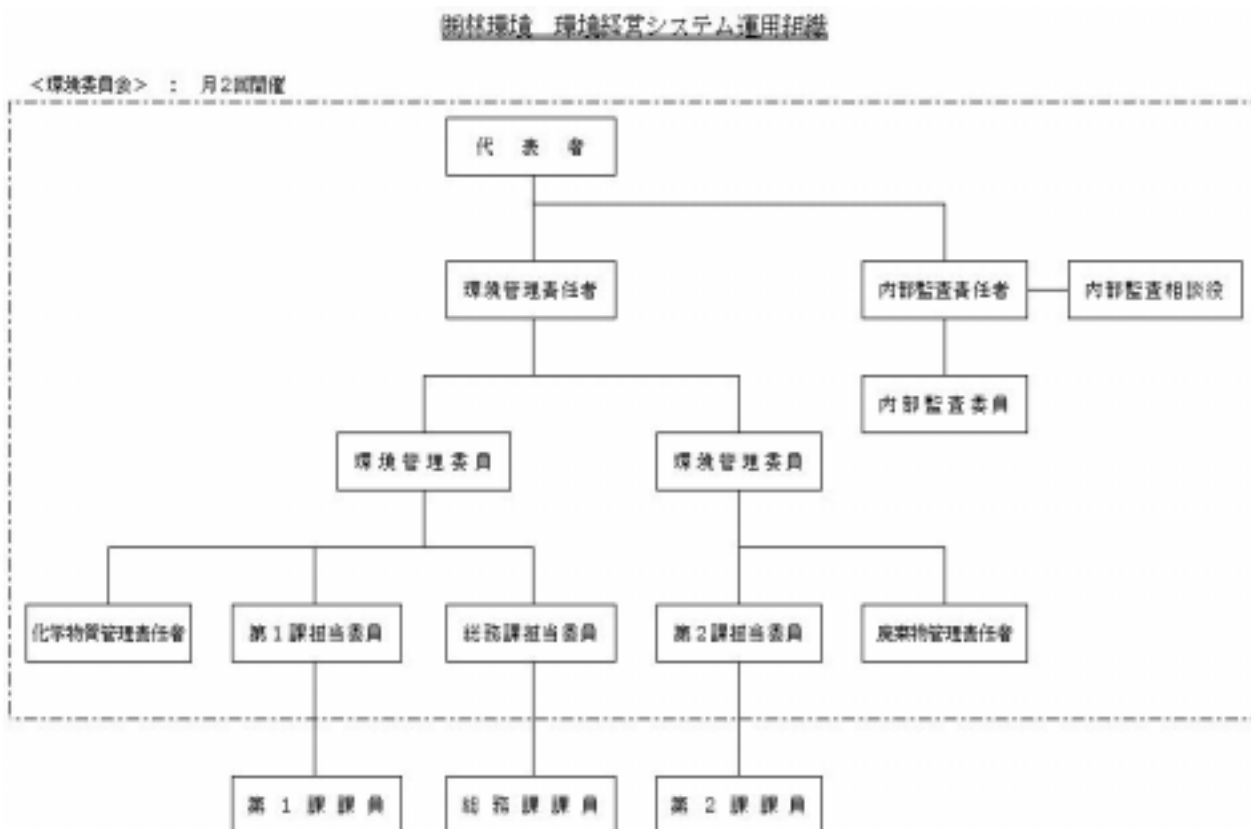 ㈱林環境 環境経営システム運用組織
＜環境委員会＞ : 月2回開催
代表者
環境管理責任者
内部監査責任者
内部監査相談役
内部監査委員
環境管理委員
環境管理委員
化学物質管理責任者
第1課担当委員
総務課担当委員
第2課担当委員
廃棄物管理責任者
第1課課員
総務課課員
第2課課員